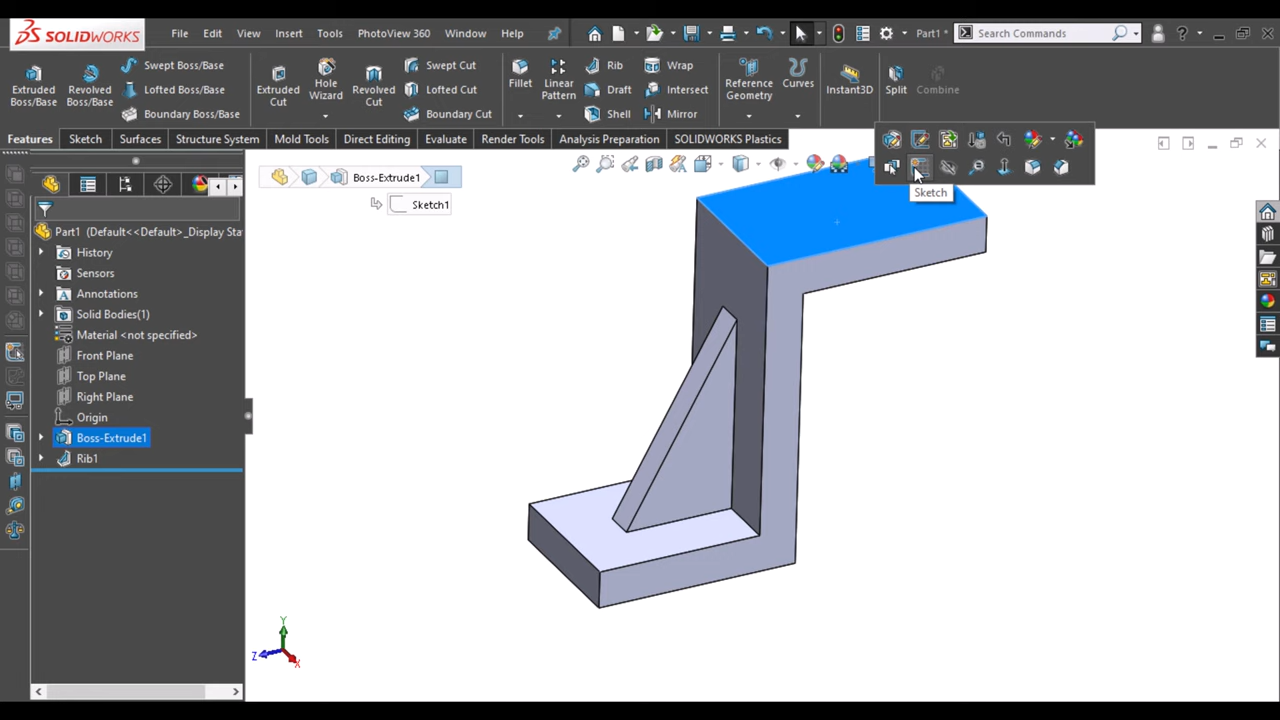 SOLIDWORKS File Edit View Insert Tools PhotoView 360 Window Help Part1 * Search Commands ?
Extruded Boss/Base Revolved Boss/Base Swept Boss/Base Lofted Boss/Base Boundary Boss/Base Extruded Cut Hole Wizard Revolved Cut Swept Cut Lofted Cut Boundary Cut Fillet Linear Pattern Rib Draft Shell Wrap Intersect Mirror Reference Geometry Curves Instant3D Split Combine
Features Sketch Surfaces Structure System Mold Tools Direct Editing Evaluate Render Tools Analysis Preparation SOLIDWORKS Plastics
Boss-Extrude1
Sketch
Sketch1
Part1 (Default<<Default>_Display Sta
History
Sensors
Annotations
Solid Bodies(1)
Material <not specified>
Front Plane
Top Plane
Right Plane
Origin
Boss-Extrude1
Rib1
Y
Z
X